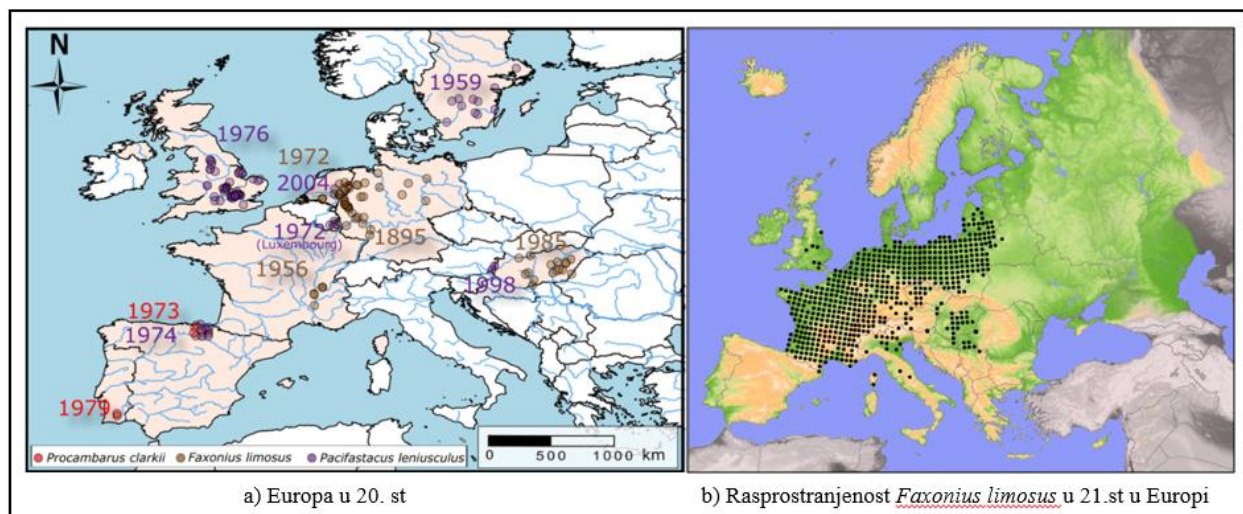 N
1959
1976
1972
2004
1972
(Luxembourg)
1895
1985
1956
1998
1973
1974
1979
Procambarus clarkii Faxonius limosus Pacifastacus leniusculus
0 500 1000 km
a) Europa u 20. st
b) Rasprostranjenost Faxonius limosus u 21.st u Europi